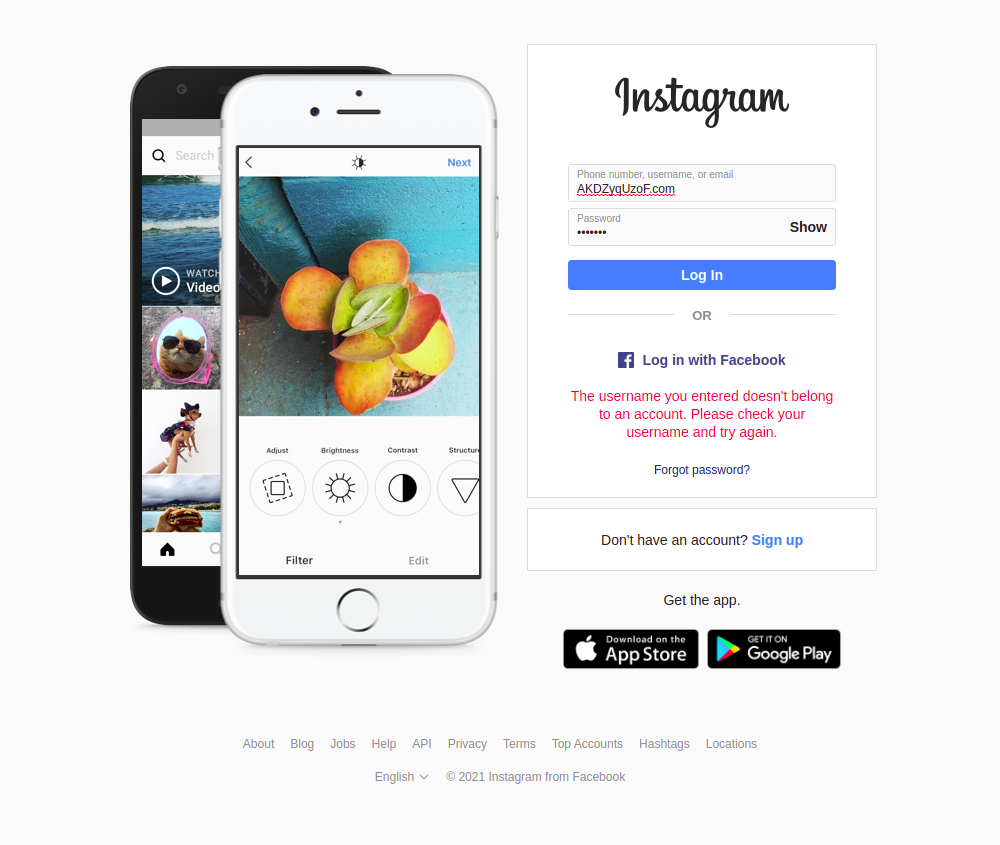 Search
WATCH
Video
Next
Adjust
Brightness
Contrast
Structure
Filter
Edit
Instagram
Phone number, username, or email
AKDZyqUzoF.com
Password
•••••••
Show
Log In
OR
Log in with Facebook
The username you entered doesn't belong
to an account. Please check your
username and try again.
Forgot password?
Don't have an account? Sign up
Get the app.
Download on the
App Store
GET IT ON
Google Play
About Blog Jobs Help API Privacy Terms Top Accounts Hashtags Locations
English © 2021 Instagram from Facebook